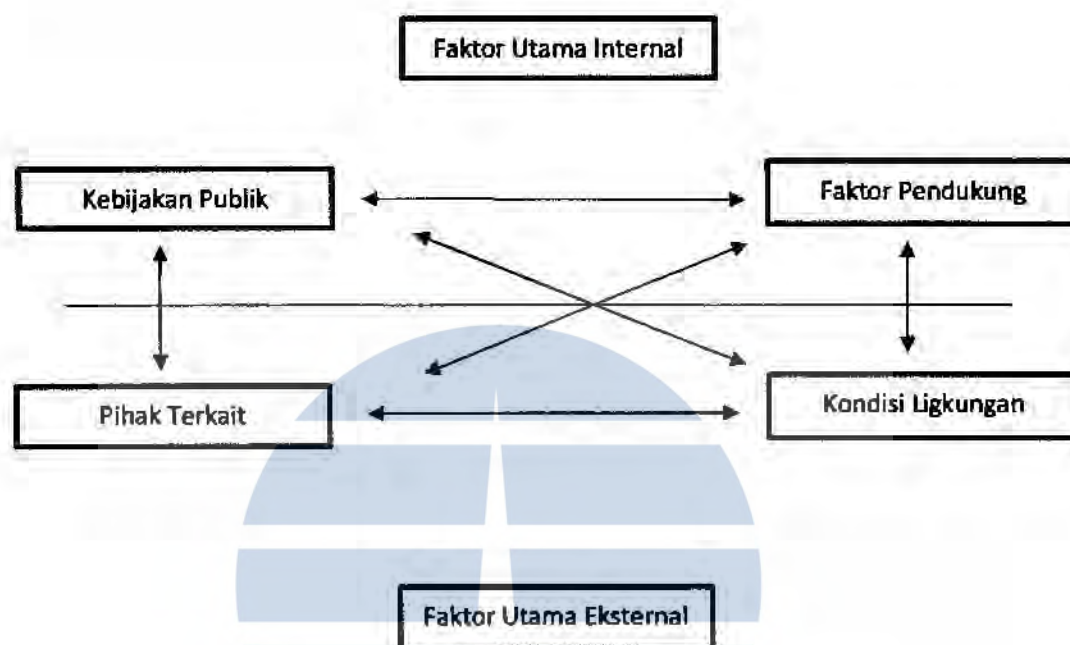 Faktor Utama Internal
Kebijakan Publik
Faktor Pendukung
Pihak Terkait
Kondisi Ligkungan
Faktor Utama Eksternal